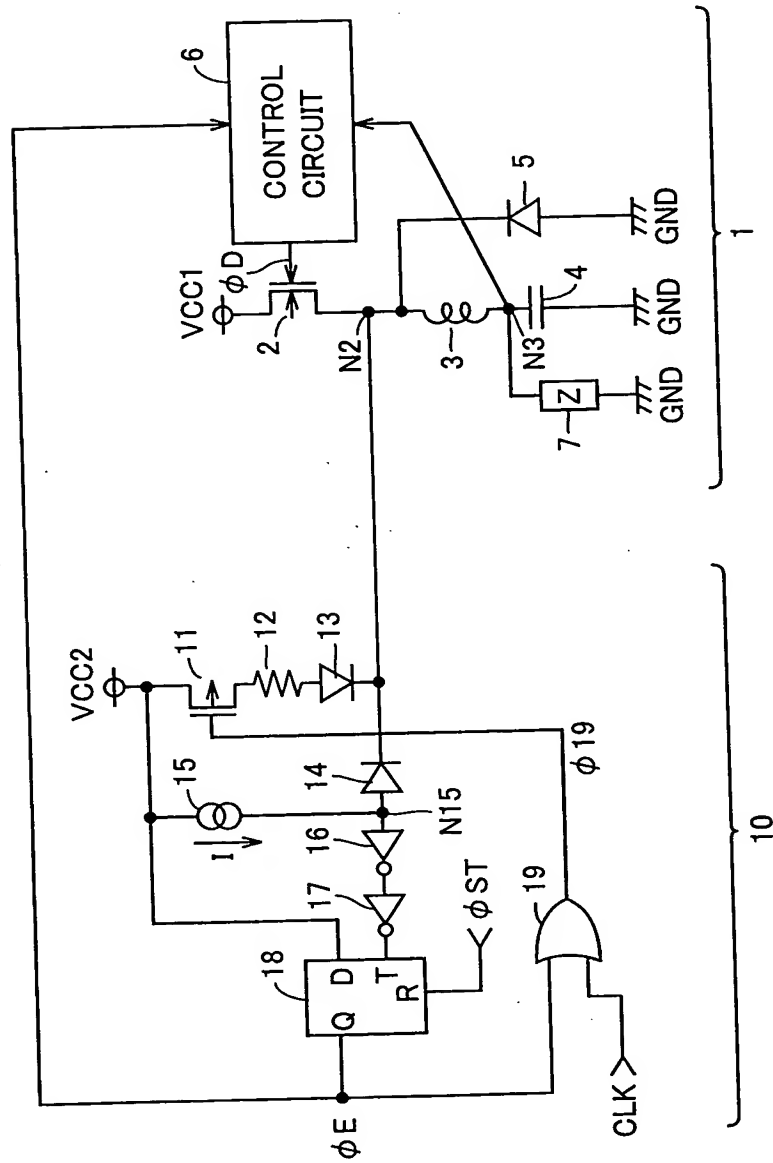 6
CONTROL
CIRCUIT
VCC1
φD
5
2
N2
3
4
N3
Z
7
GND
GND
GND
1
VCC2
11
12
13
15
I
14
φ19
N15
16
17
φST
18
D
Q
T
R
19
φE
CLK
10